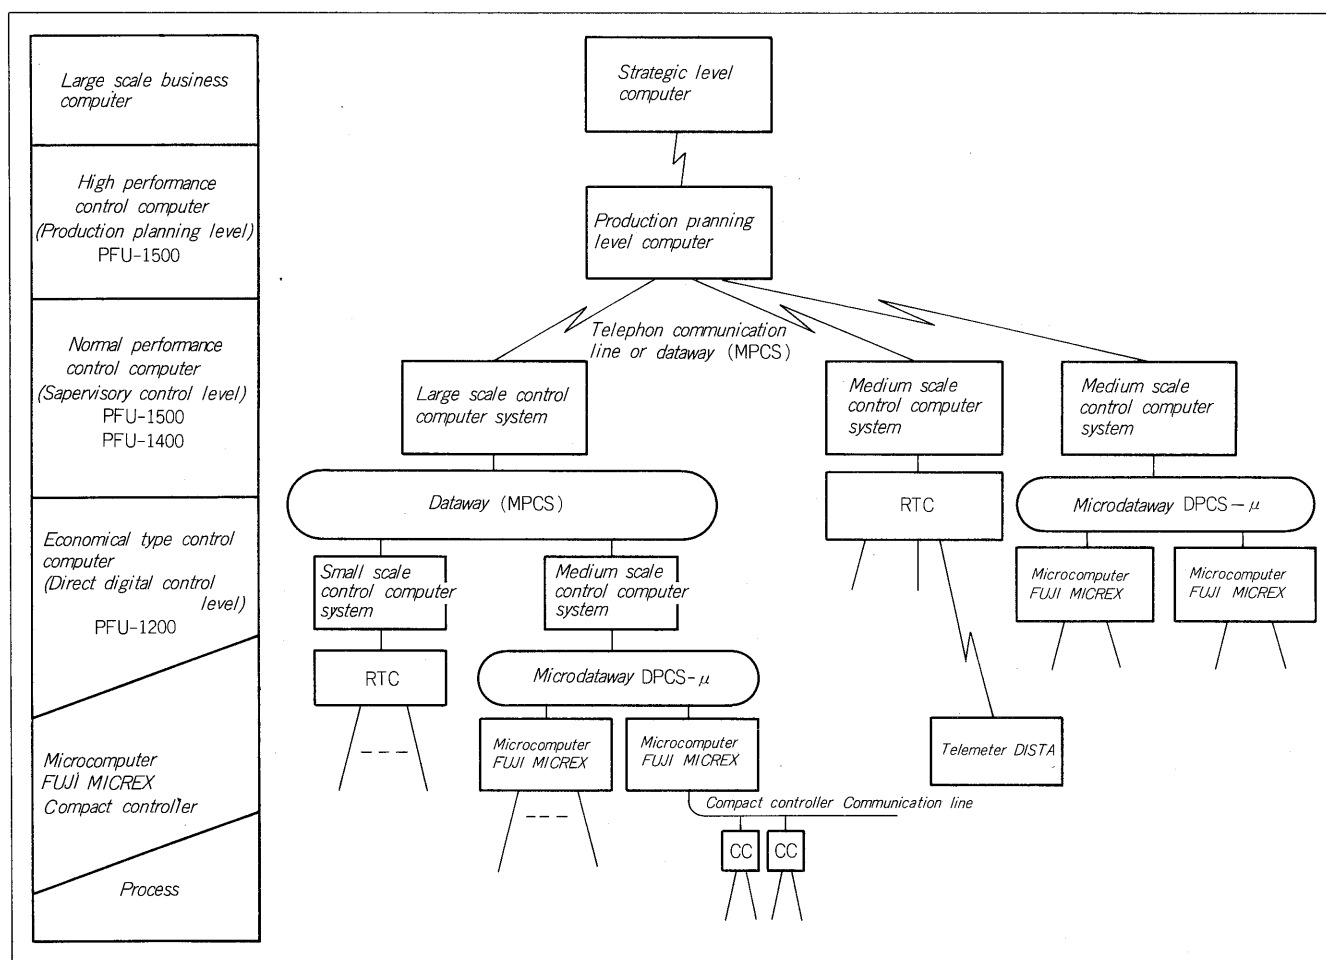 Large scale business
computer
High performance
control computer
(Production planning level)
PFU-1500
Normal performance
control computer
(Sapervisory control level)
PFU-1500
PFU-1400
Economical type control
computer
(Direct digital control
level)
PFU-1200
Microcomputer
FUJI MICREX
Compact controller
Process
Strategic level
computer
Production planning
level computer
Telephon communication
line or dataway (MPCS)
Large scale control
computer system
Medium scale
control computer
system
Medium scale
control computer
system
Dataway (MPCS)
RTC
Microdataway DPCS-μ
Small scale
control computer
system
Medium scale
control computer
system
Microcomputer
FUJI MICREX
Microcomputer
FUJI MICREX
RTC
Microdataway DPCS-μ
Microcomputer
FUJI MICREX
Microcomputer
FUJI MICREX
Telemeter DISTA
Compact controller Communication line
CC
CC